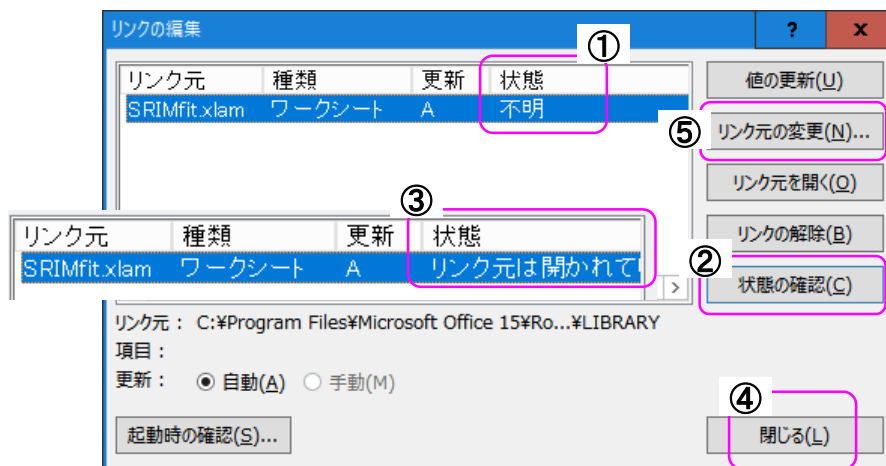 リンクの編集 ? x
①
リンク元 種類 更新 状態
SRIMfit.xlam ワークシート A 不明
値の更新(U)
⑤ リンク元の変更(N)...
リンク元を開く(O)
③
リンク元 種類 更新 状態
SRIMfit.xlam ワークシート A リンク元は開かれてい
リンクの解除(B)
② 状態の確認(C)
>
リンク元： C:¥Program Files¥Microsoft Office 15¥Ro...¥LIBRARY
項目：
更新： 自動(A) 手動(M)
④
起動時の確認(S)... 閉じる(L)